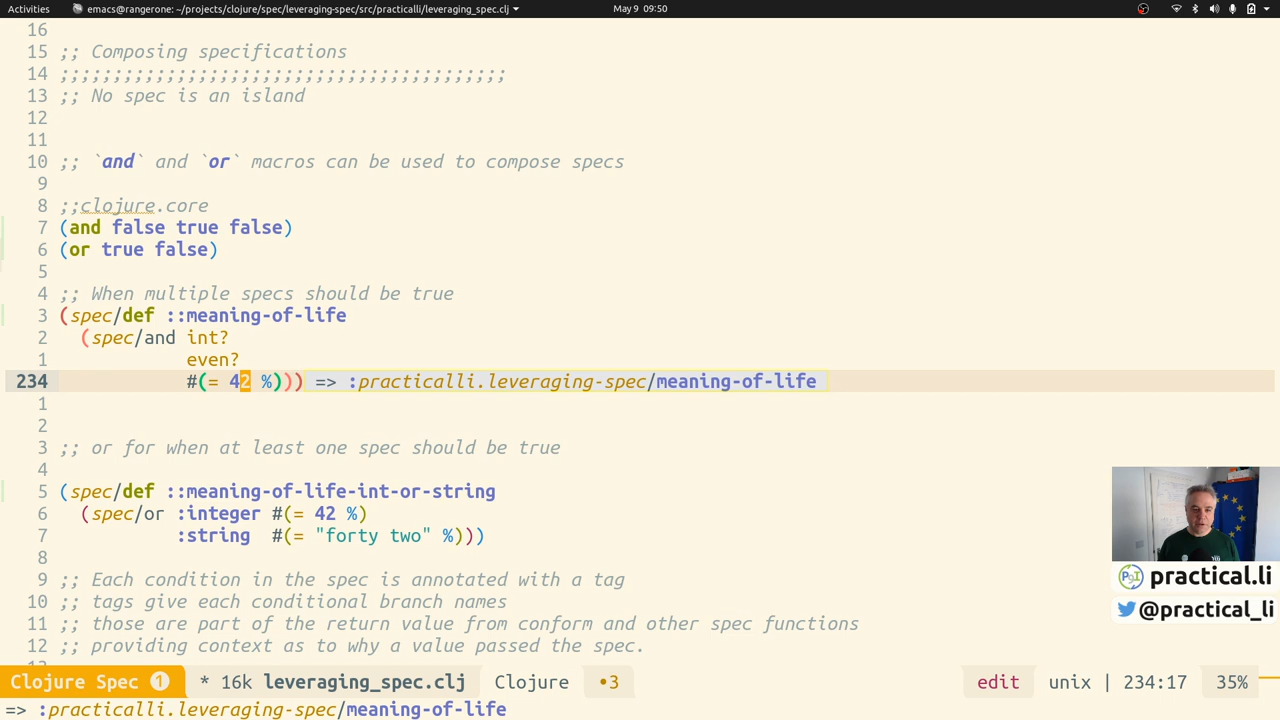 Activities emacs@rangerone: ~/projects/clojure/spec/leveraging-spec/src/practicalli/leveraging_spec.clj May 9 09:50
16
15 ;; Composing specifications
14 ;;;;;;;;;;;;;;;;;;;;;;;;;;;;;;;;;;;;;;;;;;
13 ;; No spec is an island
12
11
10 ;; `and` and `or` macros can be used to compose specs
9
8 ;;clojure.core
7 (and false true false)
6 (or true false)
5
4 ;; When multiple specs should be true
3 (spec/def ::meaning-of-life
2 (spec/and int?
1 even?
234 #(= 42 %))) => :practicalli.leveraging-spec/meaning-of-life
1
2
3 ;; or for when at least one spec should be true
4
5 (spec/def ::meaning-of-life-int-or-string
6 (spec/or :integer #(= 42 %)
7 :string #(= "forty two" %)))
8
9 ;; Each condition in the spec is annotated with a tag
10 ;; tags give each conditional branch names
11 ;; those are part of the return value from conform and other spec functions
12 ;; providing context as to why a value passed the spec.
practical.li
@practical_li
Clojure Spec 1 * 16k leveraging_spec.clj Clojure •3 edit unix | 234:17 35%
=> :practicalli.leveraging-spec/meaning-of-life